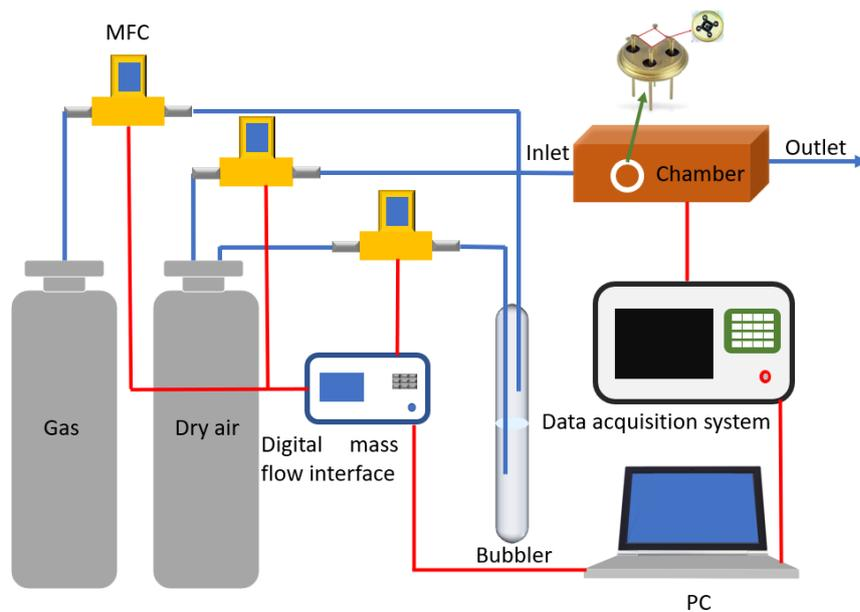 MFC
Inlet
Outlet
Chamber
Gas
Dry air
Digital mass
flow interface
Data acquisition system
Bubbler
PC